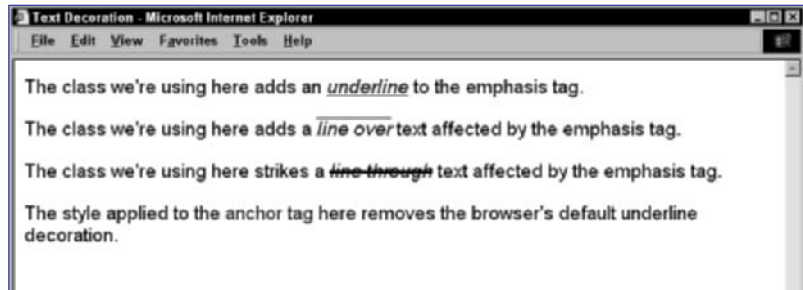 Text Decoration - Microsoft Internet Explorer
File Edit View Favorites Tools Help
The class we're using here adds an underline to the emphasis tag.
The class we're using here adds a line over text affected by the emphasis tag.
The class we're using here strikes a line through text affected by the emphasis tag.
The style applied to the anchor tag here removes the browser's default underline
decoration.